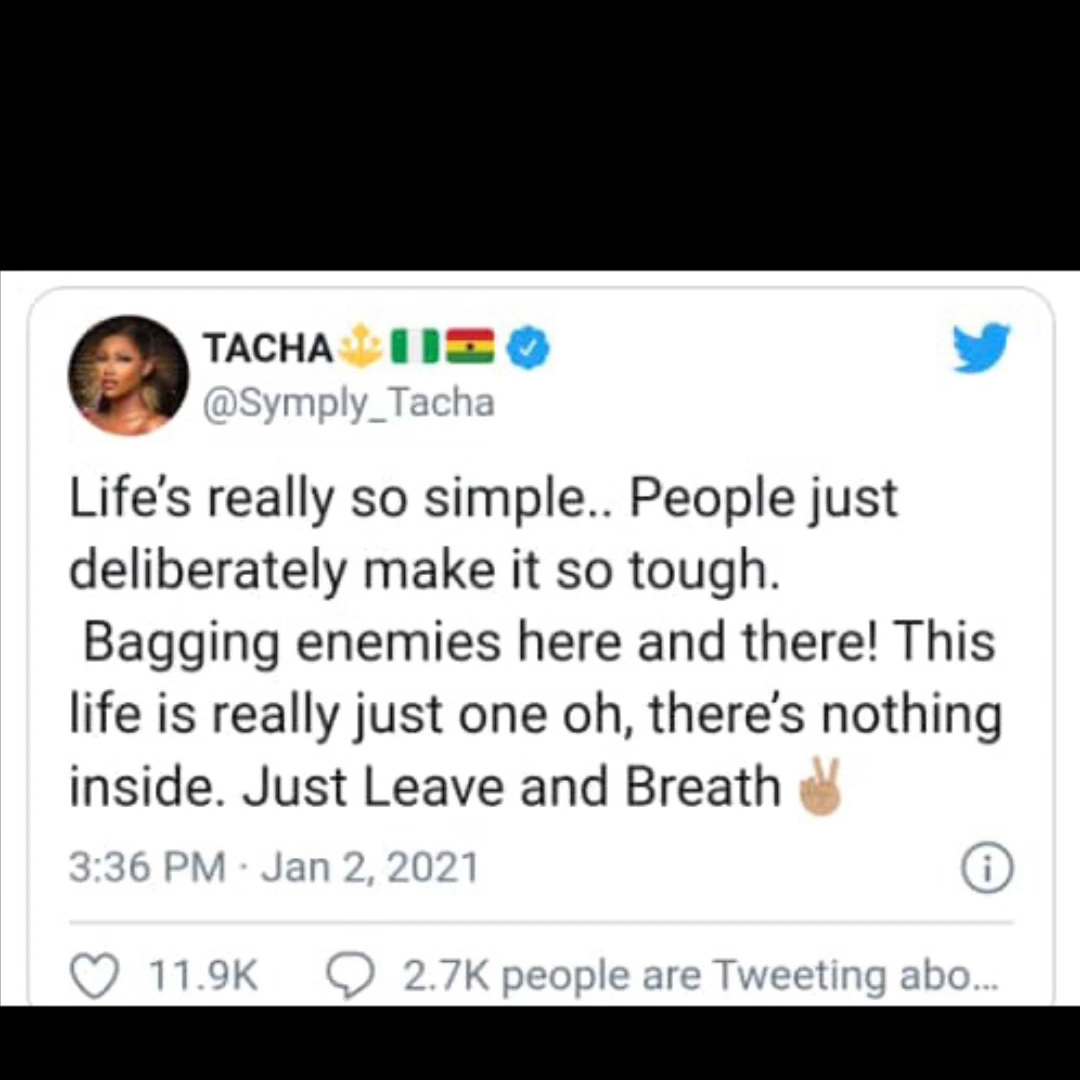 TACHA🔱🇳🇬🇬🇭
@Symply_Tacha
Life's really so simple.. People just
deliberately make it so tough.
Bagging enemies here and there! This
life is really just one oh, there's nothing
inside. Just Leave and Breath ✌🏼
3:36 PM · Jan 2, 2021
11.9K 2.7K people are Tweeting abo...